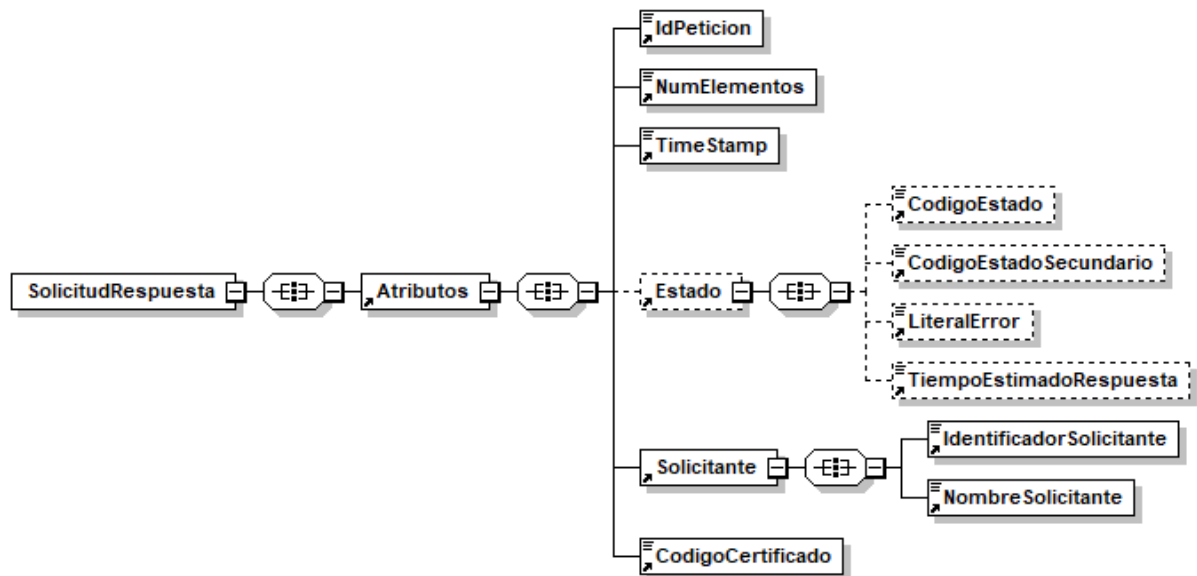 IdPeticion
NumElementos
TimeStamp
CodigoEstado
CodigoEstadoSecundario
SolicitudRespuesta
Atributos
Estado
LiteralError
TiempoEstimadoRespuesta
IdentificadorSolicitante
Solicitante
NombreSolicitante
CodigoCertificado